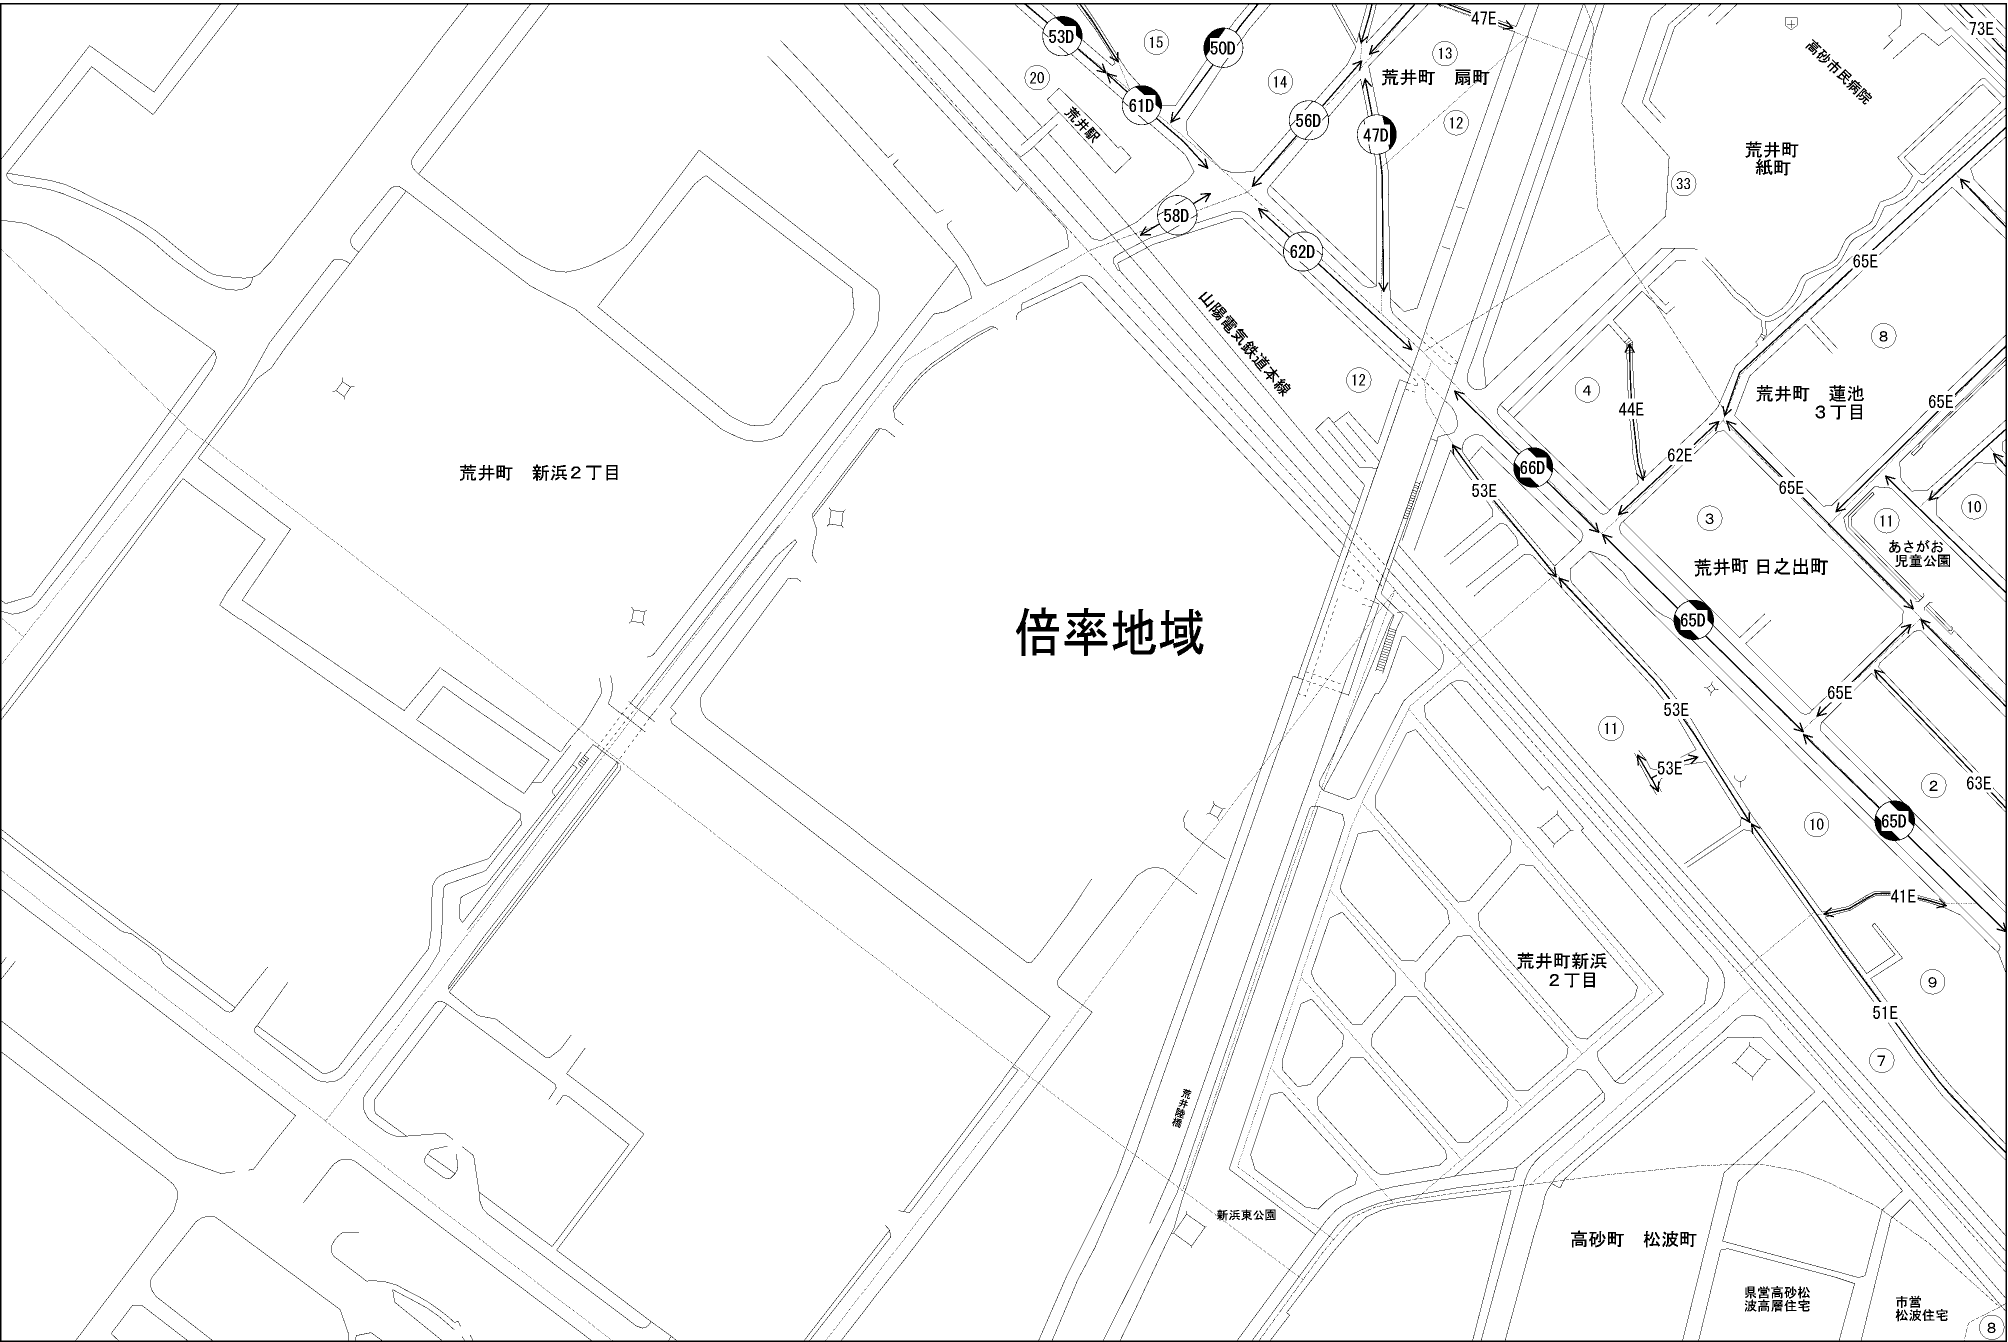 53D
15
50D
47E
13
73E
20
14
荒井町　扇町
高砂市民病院
61D
荒井駅
56D
47D
12
荒井町
紙町
33
58D
62D
65E
山陽電気鉄道本線
8
12
4
44E
荒井町　蓮池
３丁目
65E
荒井町　新浜２丁目
66D
62E
53E
65E
3
11
10
あさがお
児童公園
荒井町 日之出町
倍率地域
65D
65E
53E
11
53E
2
63E
10
65D
41E
荒井町新浜
２丁目
9
51E
7
荒井陸橋
新浜東公園
高砂町　松波町
県営高砂松
波高層住宅
市営
松波住宅
8